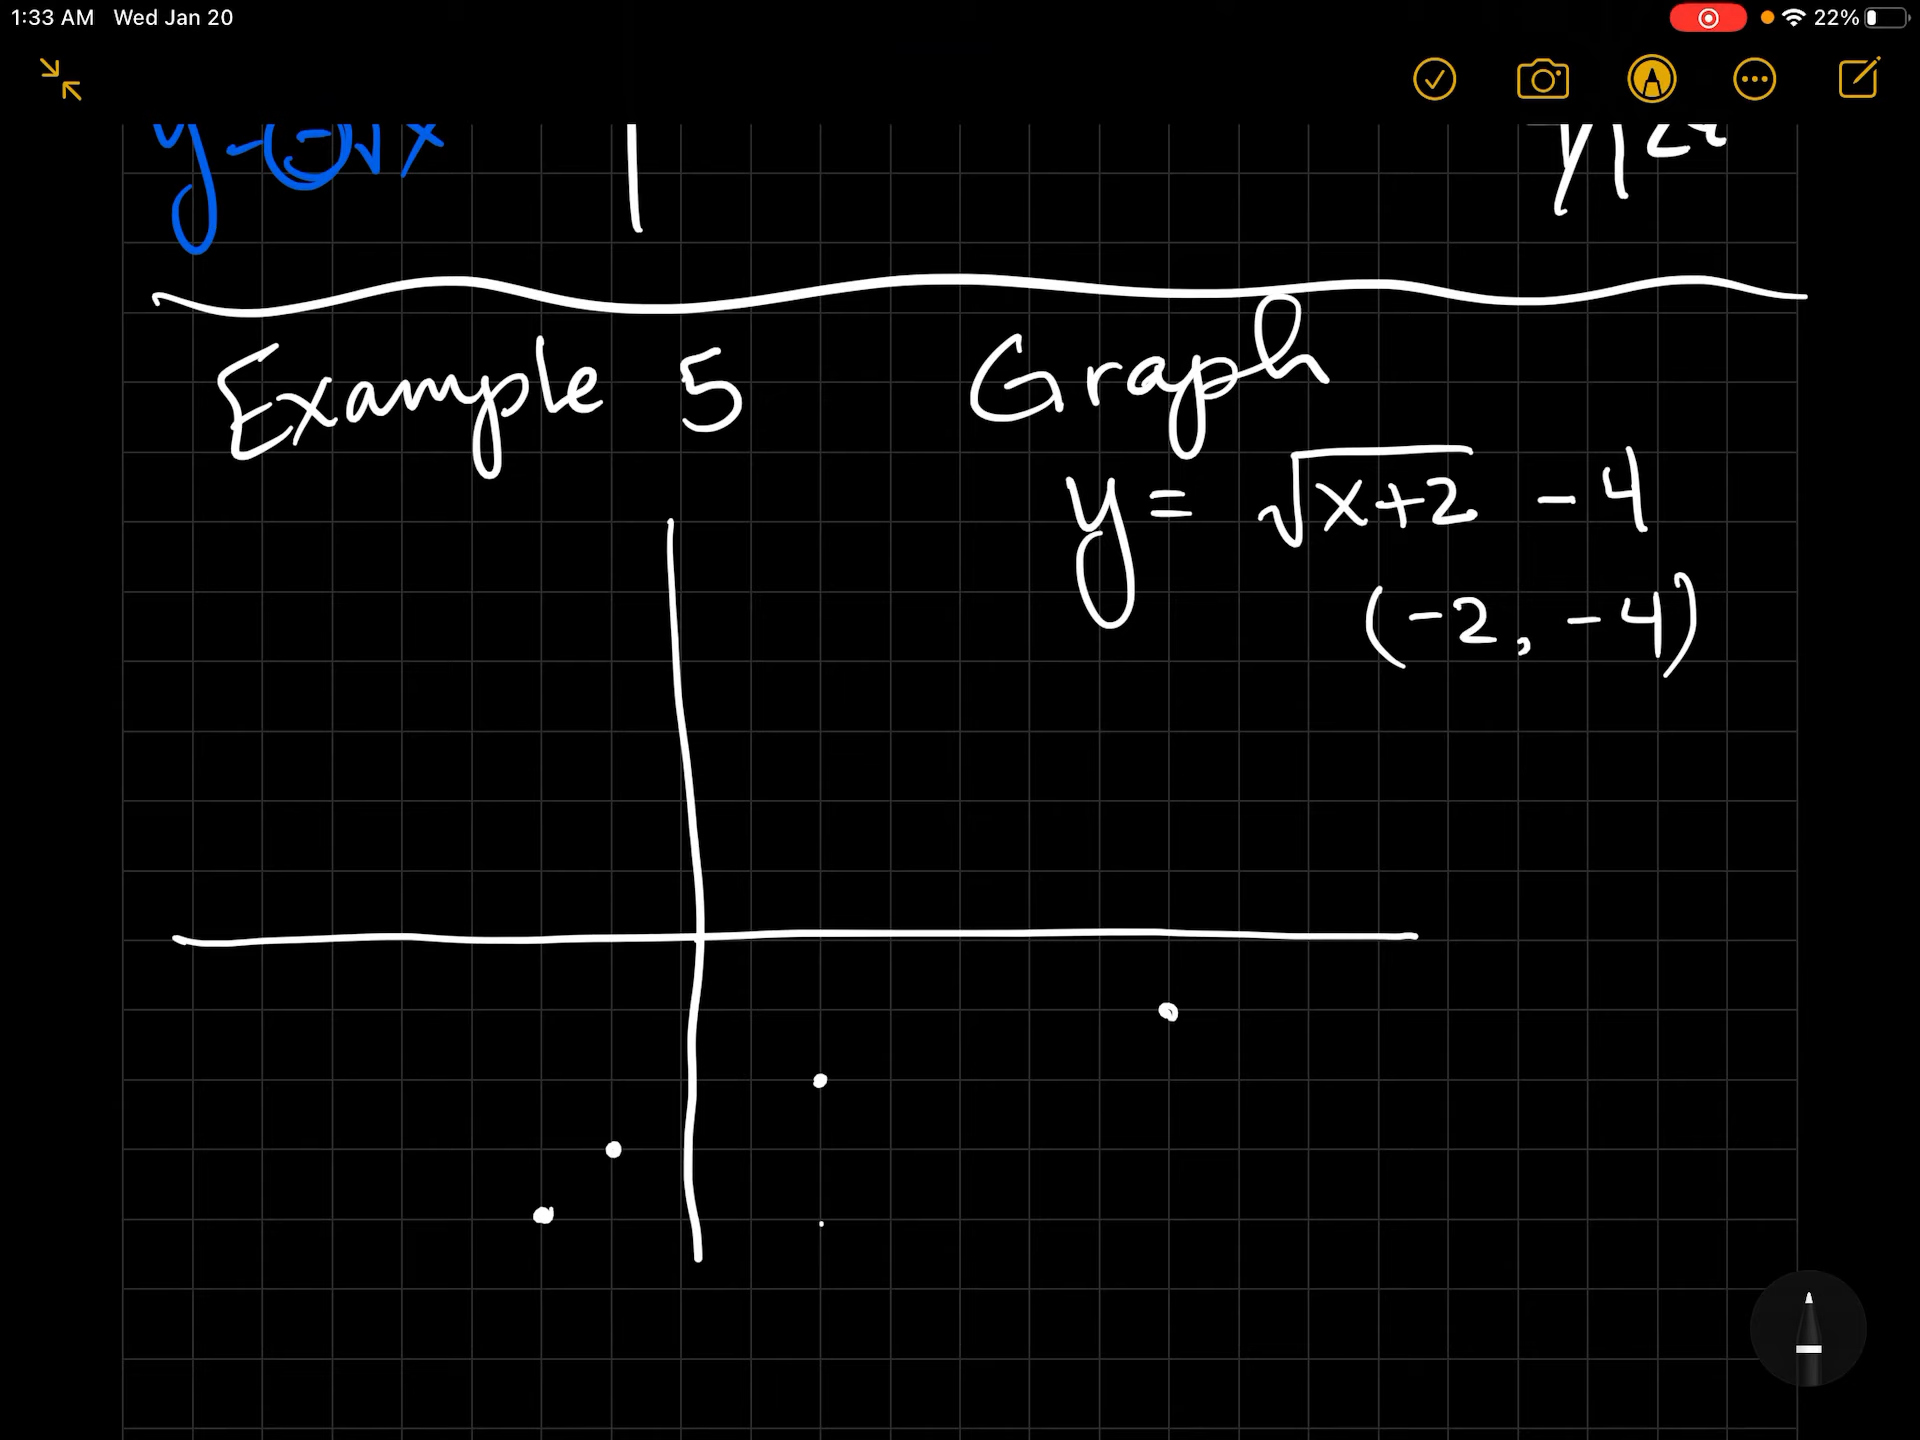 1:33 AM Wed Jan 20
22%
Example 5 Graph
y = √x+2 - 4
(-2, -4)